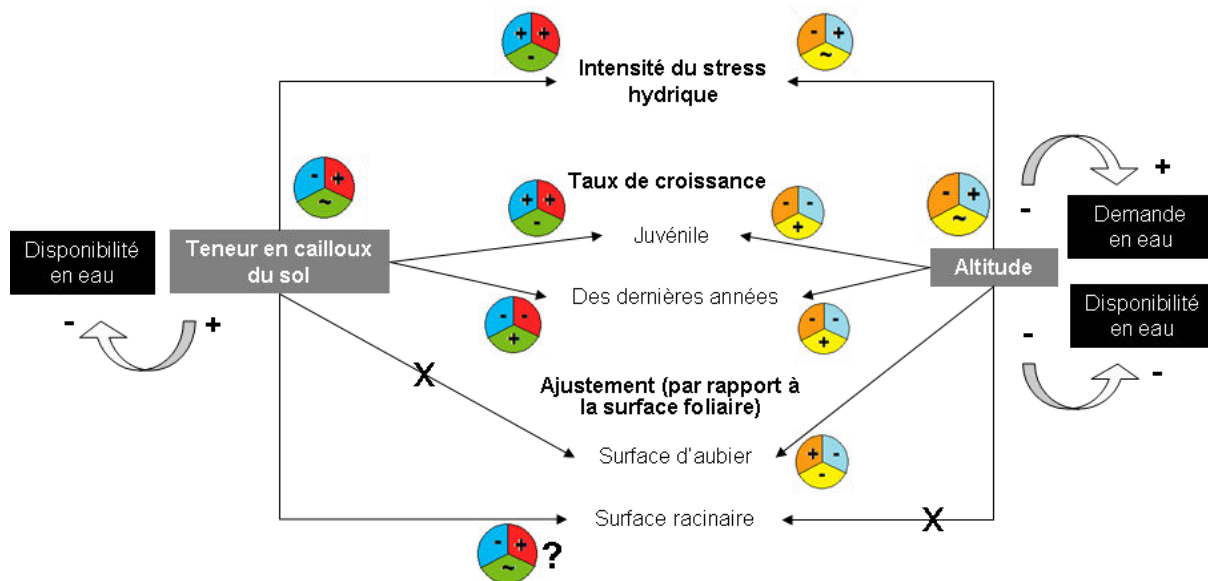 + + -
- + ~
Intensité du stress
hydrique
- + ~
+ + -
Taux de croissance
- - +
- + ~
+
-
Demande
en eau
Disponibilité
en eau
Teneur en cailloux
du sol
Juvénile
Altitude
Des dernières années
Disponibilité
en eau
-
+
- - +
- - +
-
-
X
Ajustement (par rapport à
la surface foliaire)
Surface d'aubier
+ - -
Surface racinaire
X
- + ~
?